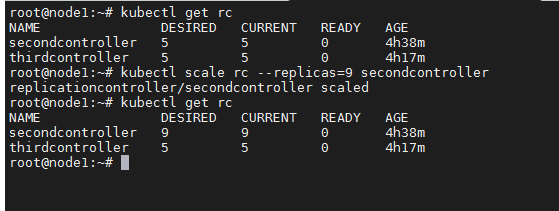 root@node1:~# kubectl get rc
NAME               DESIRED   CURRENT   READY   AGE
secondcontroller   5         5         0       4h38m
thirdcontroller    5         5         0       4h17m
root@node1:~# kubectl scale rc --replicas=9 secondcontroller
replicationcontroller/secondcontroller scaled
root@node1:~# kubectl get rc
NAME               DESIRED   CURRENT   READY   AGE
secondcontroller   9         9         0       4h38m
thirdcontroller    5         5         0       4h17m
root@node1:~#